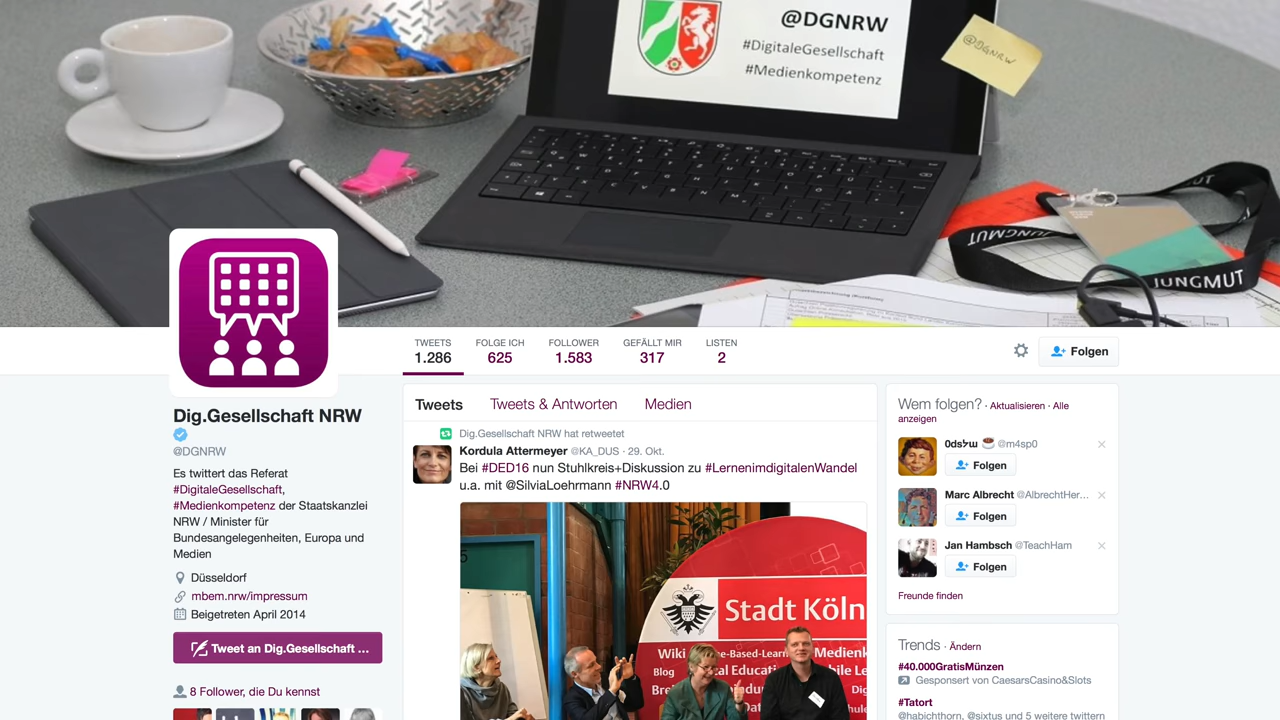 @DGNRW
#DigitaleGesellschaft
#Medienkompetenz
@DGNRW
JUNGMUT
JUNGMUT
TWEETS
1.286
FOLGE ICH
625
FOLLOWER
1.583
GEFÄLLT MIR
317
LISTEN
2
Folgen
Dig.Gesellschaft NRW
@DGNRW
Es twittert das Referat
#DigitaleGesellschaft,
#Medienkompetenz der Staatskanzlei
NRW / Minister für
Bundesangelegenheiten, Europa und
Medien
Düsseldorf
mbem.nrw/impressum
Beigetreten April 2014
Tweet an Dig.Gesellschaft ...
8 Follower, die Du kennst
Tweets Tweets & Antworten Medien
Dig.Gesellschaft NRW hat retweetet
Kordula Attermeyer @KA_DUS · 29. Okt.
Bei #DED16 nun Stuhlkreis+Diskussion zu #LernenimdigitalenWandel
u.a. mit @SilviaLoehrmann #NRW4.0
Stadt Köln
Wiki
Blog
Wem folgen? · Aktualisieren · Alle
anzeigen
@m4sp0
Folgen
Marc Albrecht @AlbrechtHer...
Folgen
Jan Hambsch @TeachHam
Folgen
Freunde finden
Trends · Ändern
#40.000GratisMünzen
Gesponsert von CaesarsCasino&Slots
#Tatort
@habichthorn, @sixtus und 5 weitere twittern